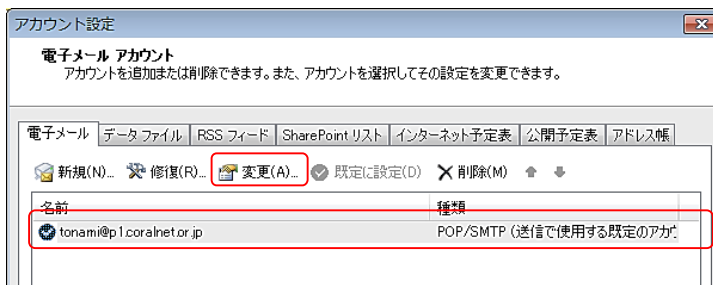 アカウント設定
電子メール アカウント
アカウントを追加または削除できます。また、アカウントを選択してその設定を変更できます。
電子メール データ ファイル RSS フィード SharePoint リスト インターネット予定表 公開予定表 アドレス帳
新規(N)... 修復(R)... 変更(A)... 既定に設定(D) 削除(M)
名前 種類
tonami@p1.coralnet.or.jp POP/SMTP (送信で使用する既定のアカ